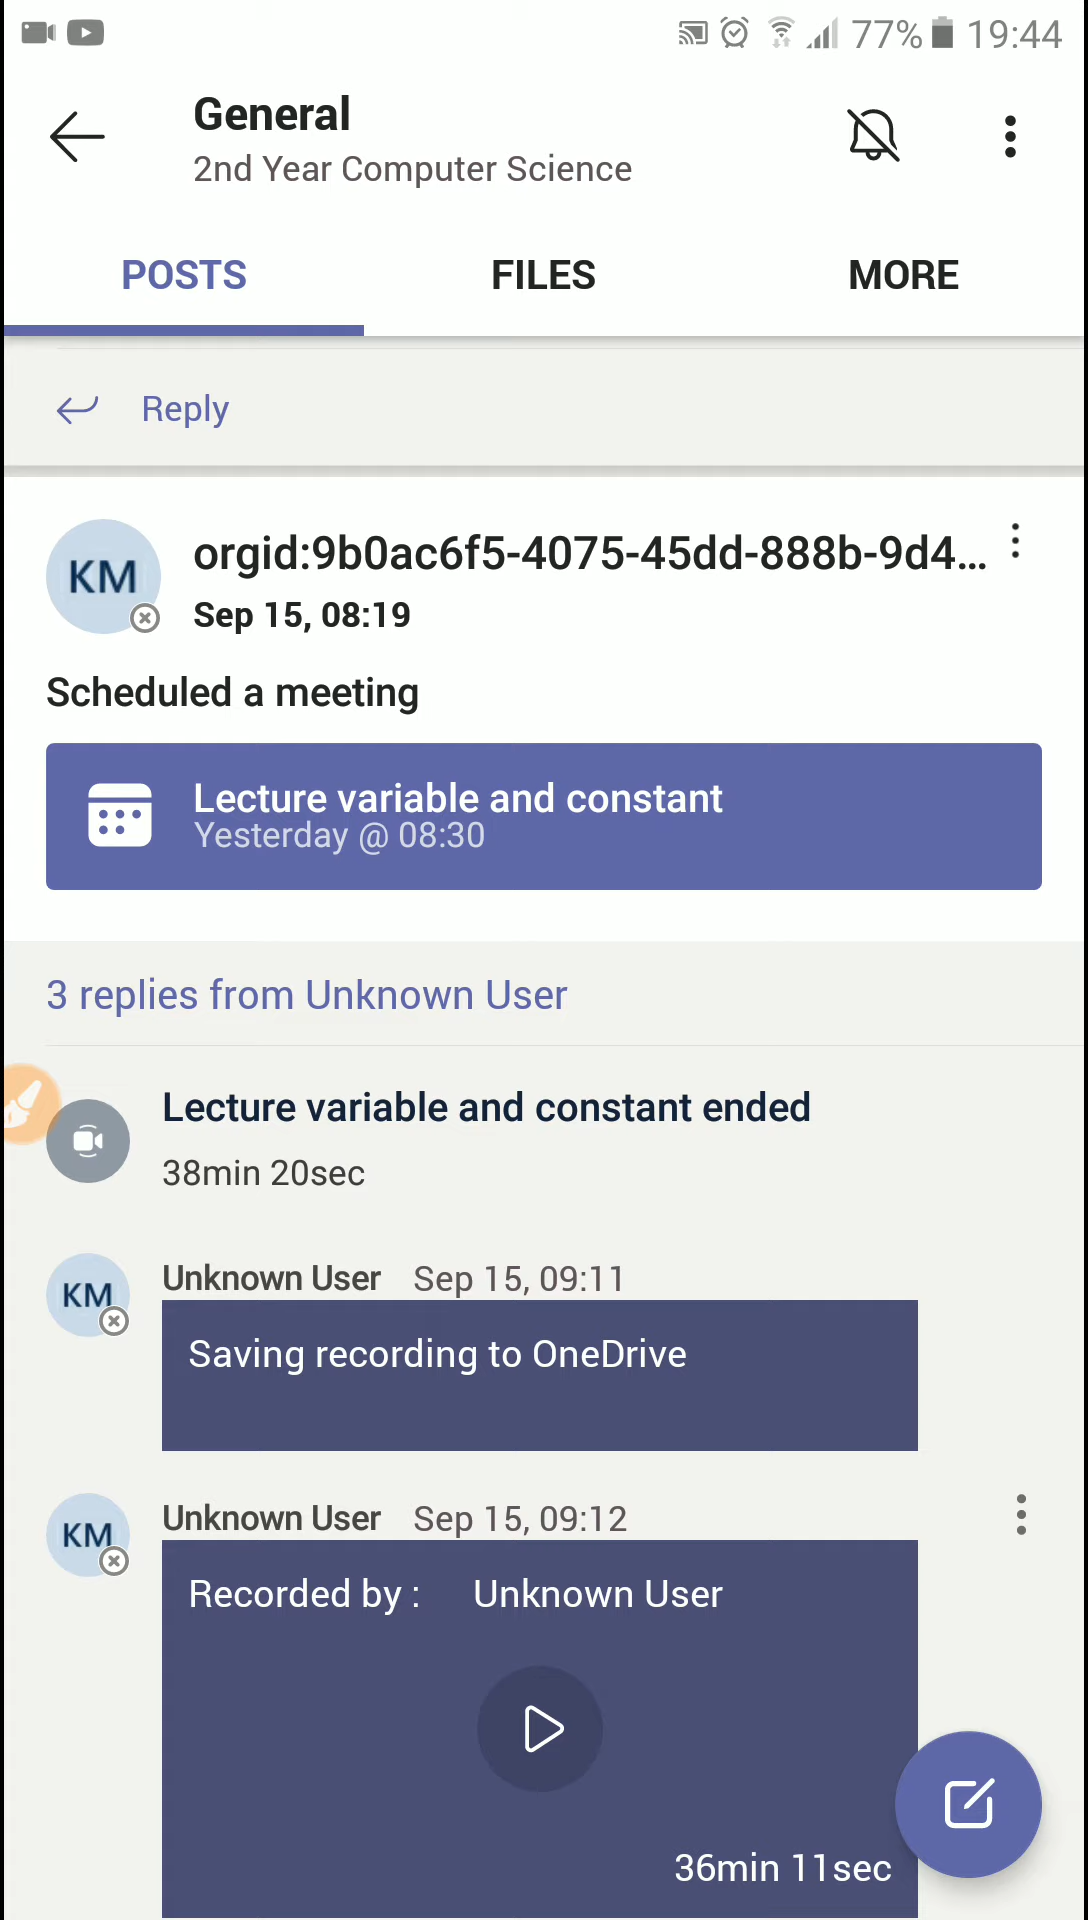 77% 19:44
General
2nd Year Computer Science
POSTS FILES MORE
Reply
KM
orgid:9b0ac6f5-4075-45dd-888b-9d4...
Sep 15, 08:19
Scheduled a meeting
Lecture variable and constant
Yesterday @ 08:30
3 replies from Unknown User
Lecture variable and constant ended
38min 20sec
KM
Unknown User Sep 15, 09:11
Saving recording to OneDrive
KM
Unknown User Sep 15, 09:12
Recorded by : Unknown User
36min 11sec